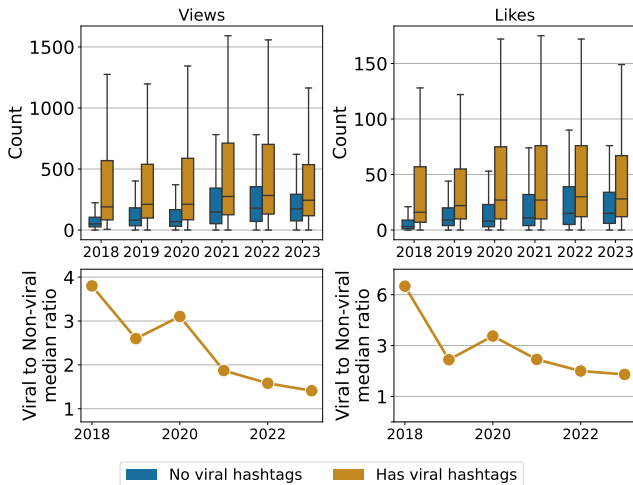 Views
Likes
Count
1500
1000
500
0
2018 2019 2020 2021 2022 2023
Count
150
100
50
0
2018 2019 2020 2021 2022 2023
Viral to Non-viral
median ratio
4
3
2
1
2018 2020 2022
Viral to Non-viral
median ratio
6
3
1
2018 2020 2022
No viral hashtags Has viral hashtags